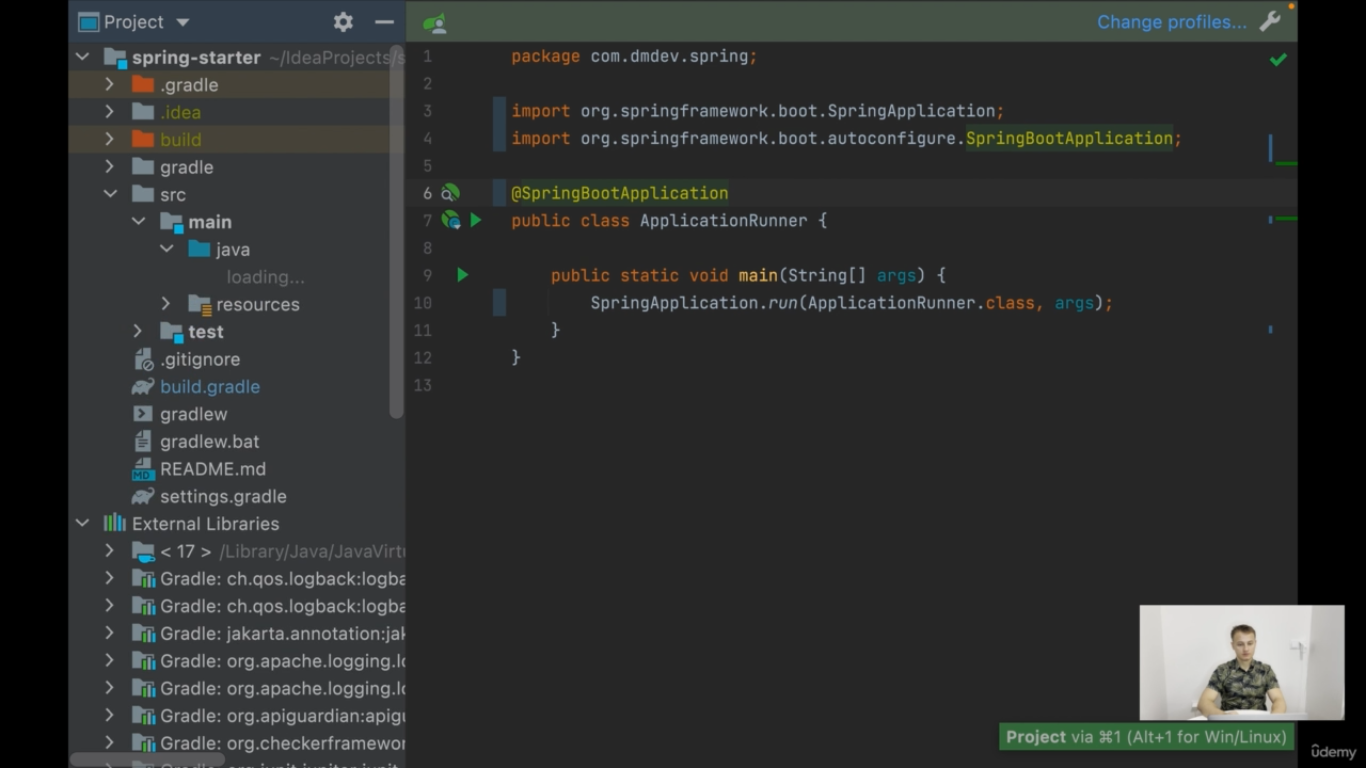 Project
spring-starter ~/IdeaProjects/s
.gradle
.idea
build
gradle
src
main
java
loading...
resources
test
.gitignore
build.gradle
gradlew
gradlew.bat
MD README.md
settings.gradle
External Libraries
< 17 > /Library/Java/JavaVirtu
Gradle: ch.qos.logback:logba
Gradle: ch.qos.logback:logba
Gradle: jakarta.annotation:jak
Gradle: org.apache.logging.lo
Gradle: org.apache.logging.lo
Gradle: org.apiguardian:apigu
Gradle: org.checkerframewor
Change profiles...
1 package com.dmdev.spring;
2
3 import org.springframework.boot.SpringApplication;
4 import org.springframework.boot.autoconfigure.SpringBootApplication;
5
6 @SpringBootApplication
7 public class ApplicationRunner {
8
9 public static void main(String[] args) {
10 SpringApplication.run(ApplicationRunner.class, args);
11 }
12 }
13
Project via ⌘1 (Alt+1 for Win/Linux)
ûdemy